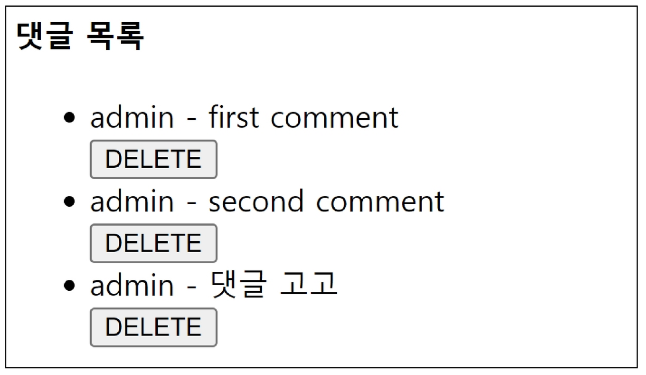 댓글 목록
admin - first comment
DELETE
admin - second comment
DELETE
admin - 댓글 고고
DELETE